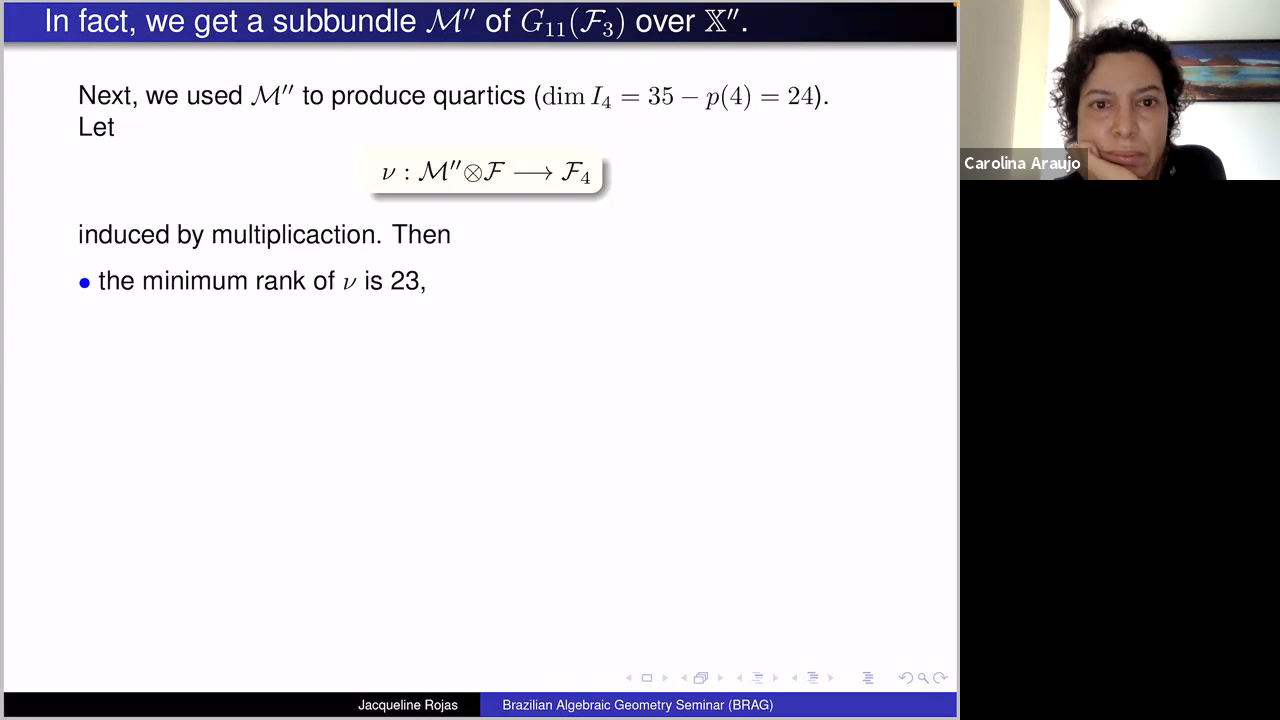 In fact, we get a subbundle ℳ″ of G₁₁(ℱ₃) over 𝕏″.
Next, we used ℳ″ to produce quartics (dim I₄ = 35 − p(4) = 24).
Let
ν : ℳ″⊗ℱ ⟶ ℱ₄
induced by multiplicaction. Then
• the minimum rank of ν is 23,
Carolina Araujo
Jacqueline Rojas
Brazilian Algebraic Geometry Seminar (BRAG)